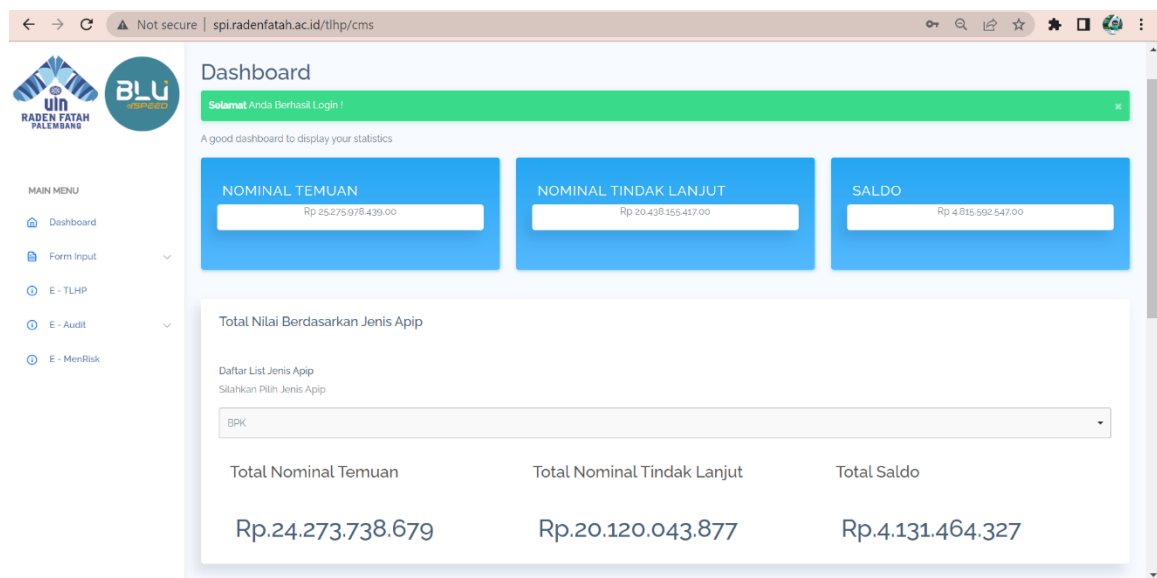 Not secure | spi.radenfatah.ac.id/tlhp/cms
uin
RADEN FATAH
PALEMBANG
BLU
dSPEED
MAIN MENU
Dashboard
Form Input
E - TLHP
E - Audit
E - MenRisk
Dashboard
Selamat Anda Berhasil Login !
A good dashboard to display your statistics
NOMINAL TEMUAN
Rp 25.275.978.439.00
NOMINAL TINDAK LANJUT
Rp 20.438.155.417.00
SALDO
Rp 4.815.592.547.00
Total Nilai Berdasarkan Jenis Apip
Daftar List Jenis Apip
Silahkan Pilih Jenis Apip
BPK
Total Nominal Temuan
Rp.24.273.738.679
Total Nominal Tindak Lanjut
Rp.20.120.043.877
Total Saldo
Rp.4.131.464.327